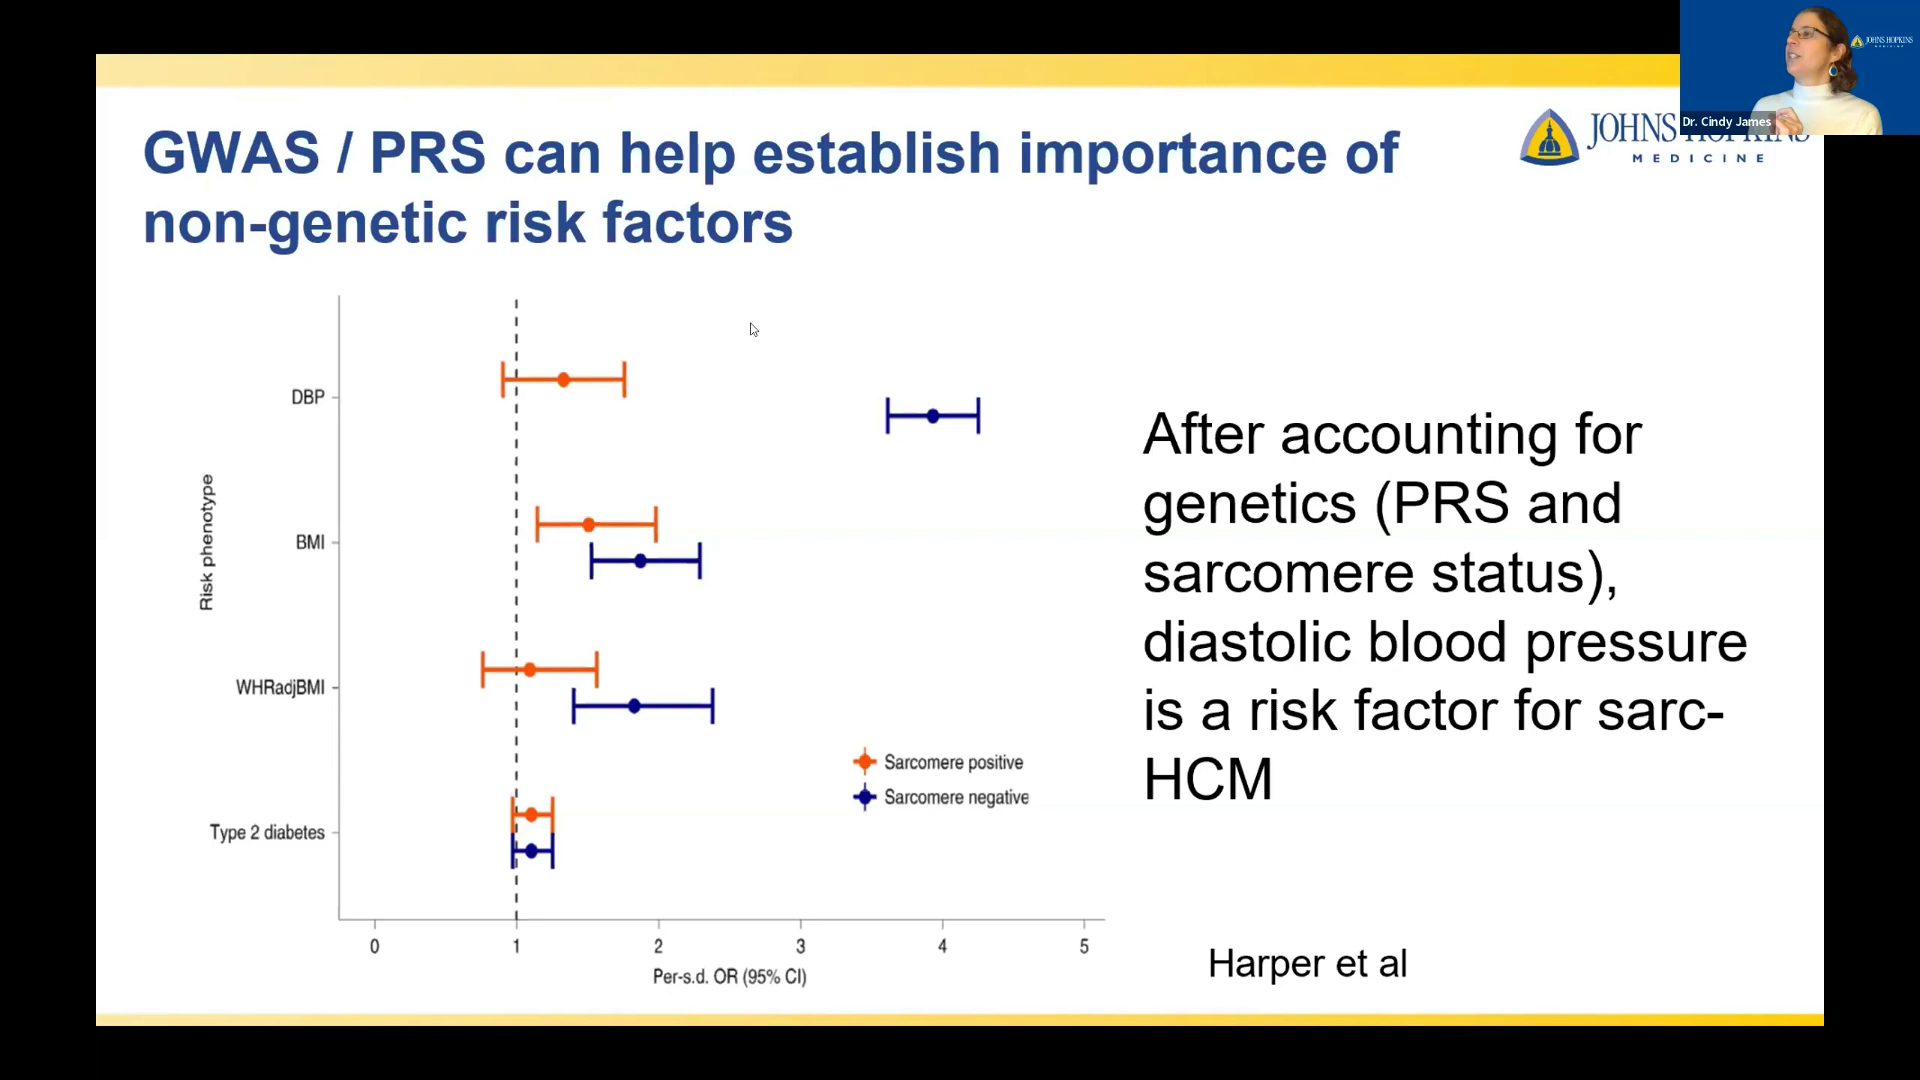 GWAS / PRS can help establish importance of
non-genetic risk factors
JOHNS HOPKINS
MEDICINE
JOHNS HOPKINS
MEDICINE
Dr. Cindy James
Risk phenotype
DBP
BMI
WHRadjBMI
Type 2 diabetes
Sarcomere positive
Sarcomere negative
0 1 2 3 4 5
Per-s.d. OR (95% CI)
After accounting for
genetics (PRS and
sarcomere status),
diastolic blood pressure
is a risk factor for sarc-
HCM
Harper et al